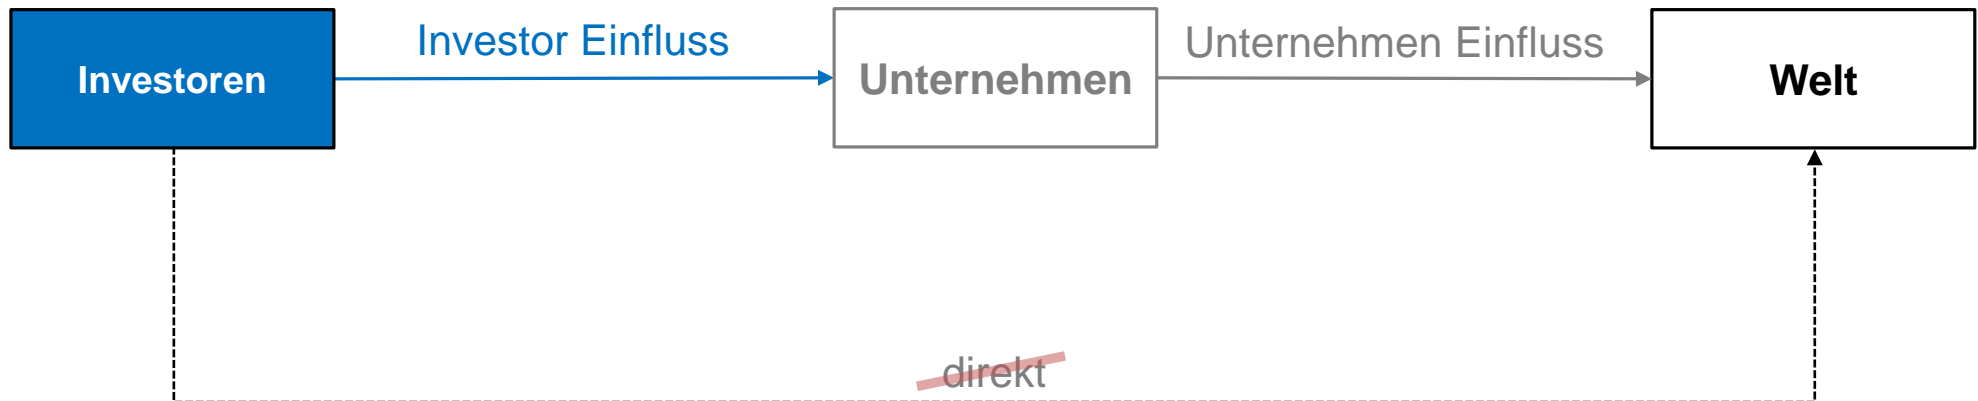 Investor Einfluss
Unternehmen Einfluss
Investoren
Unternehmen
Welt
direkt